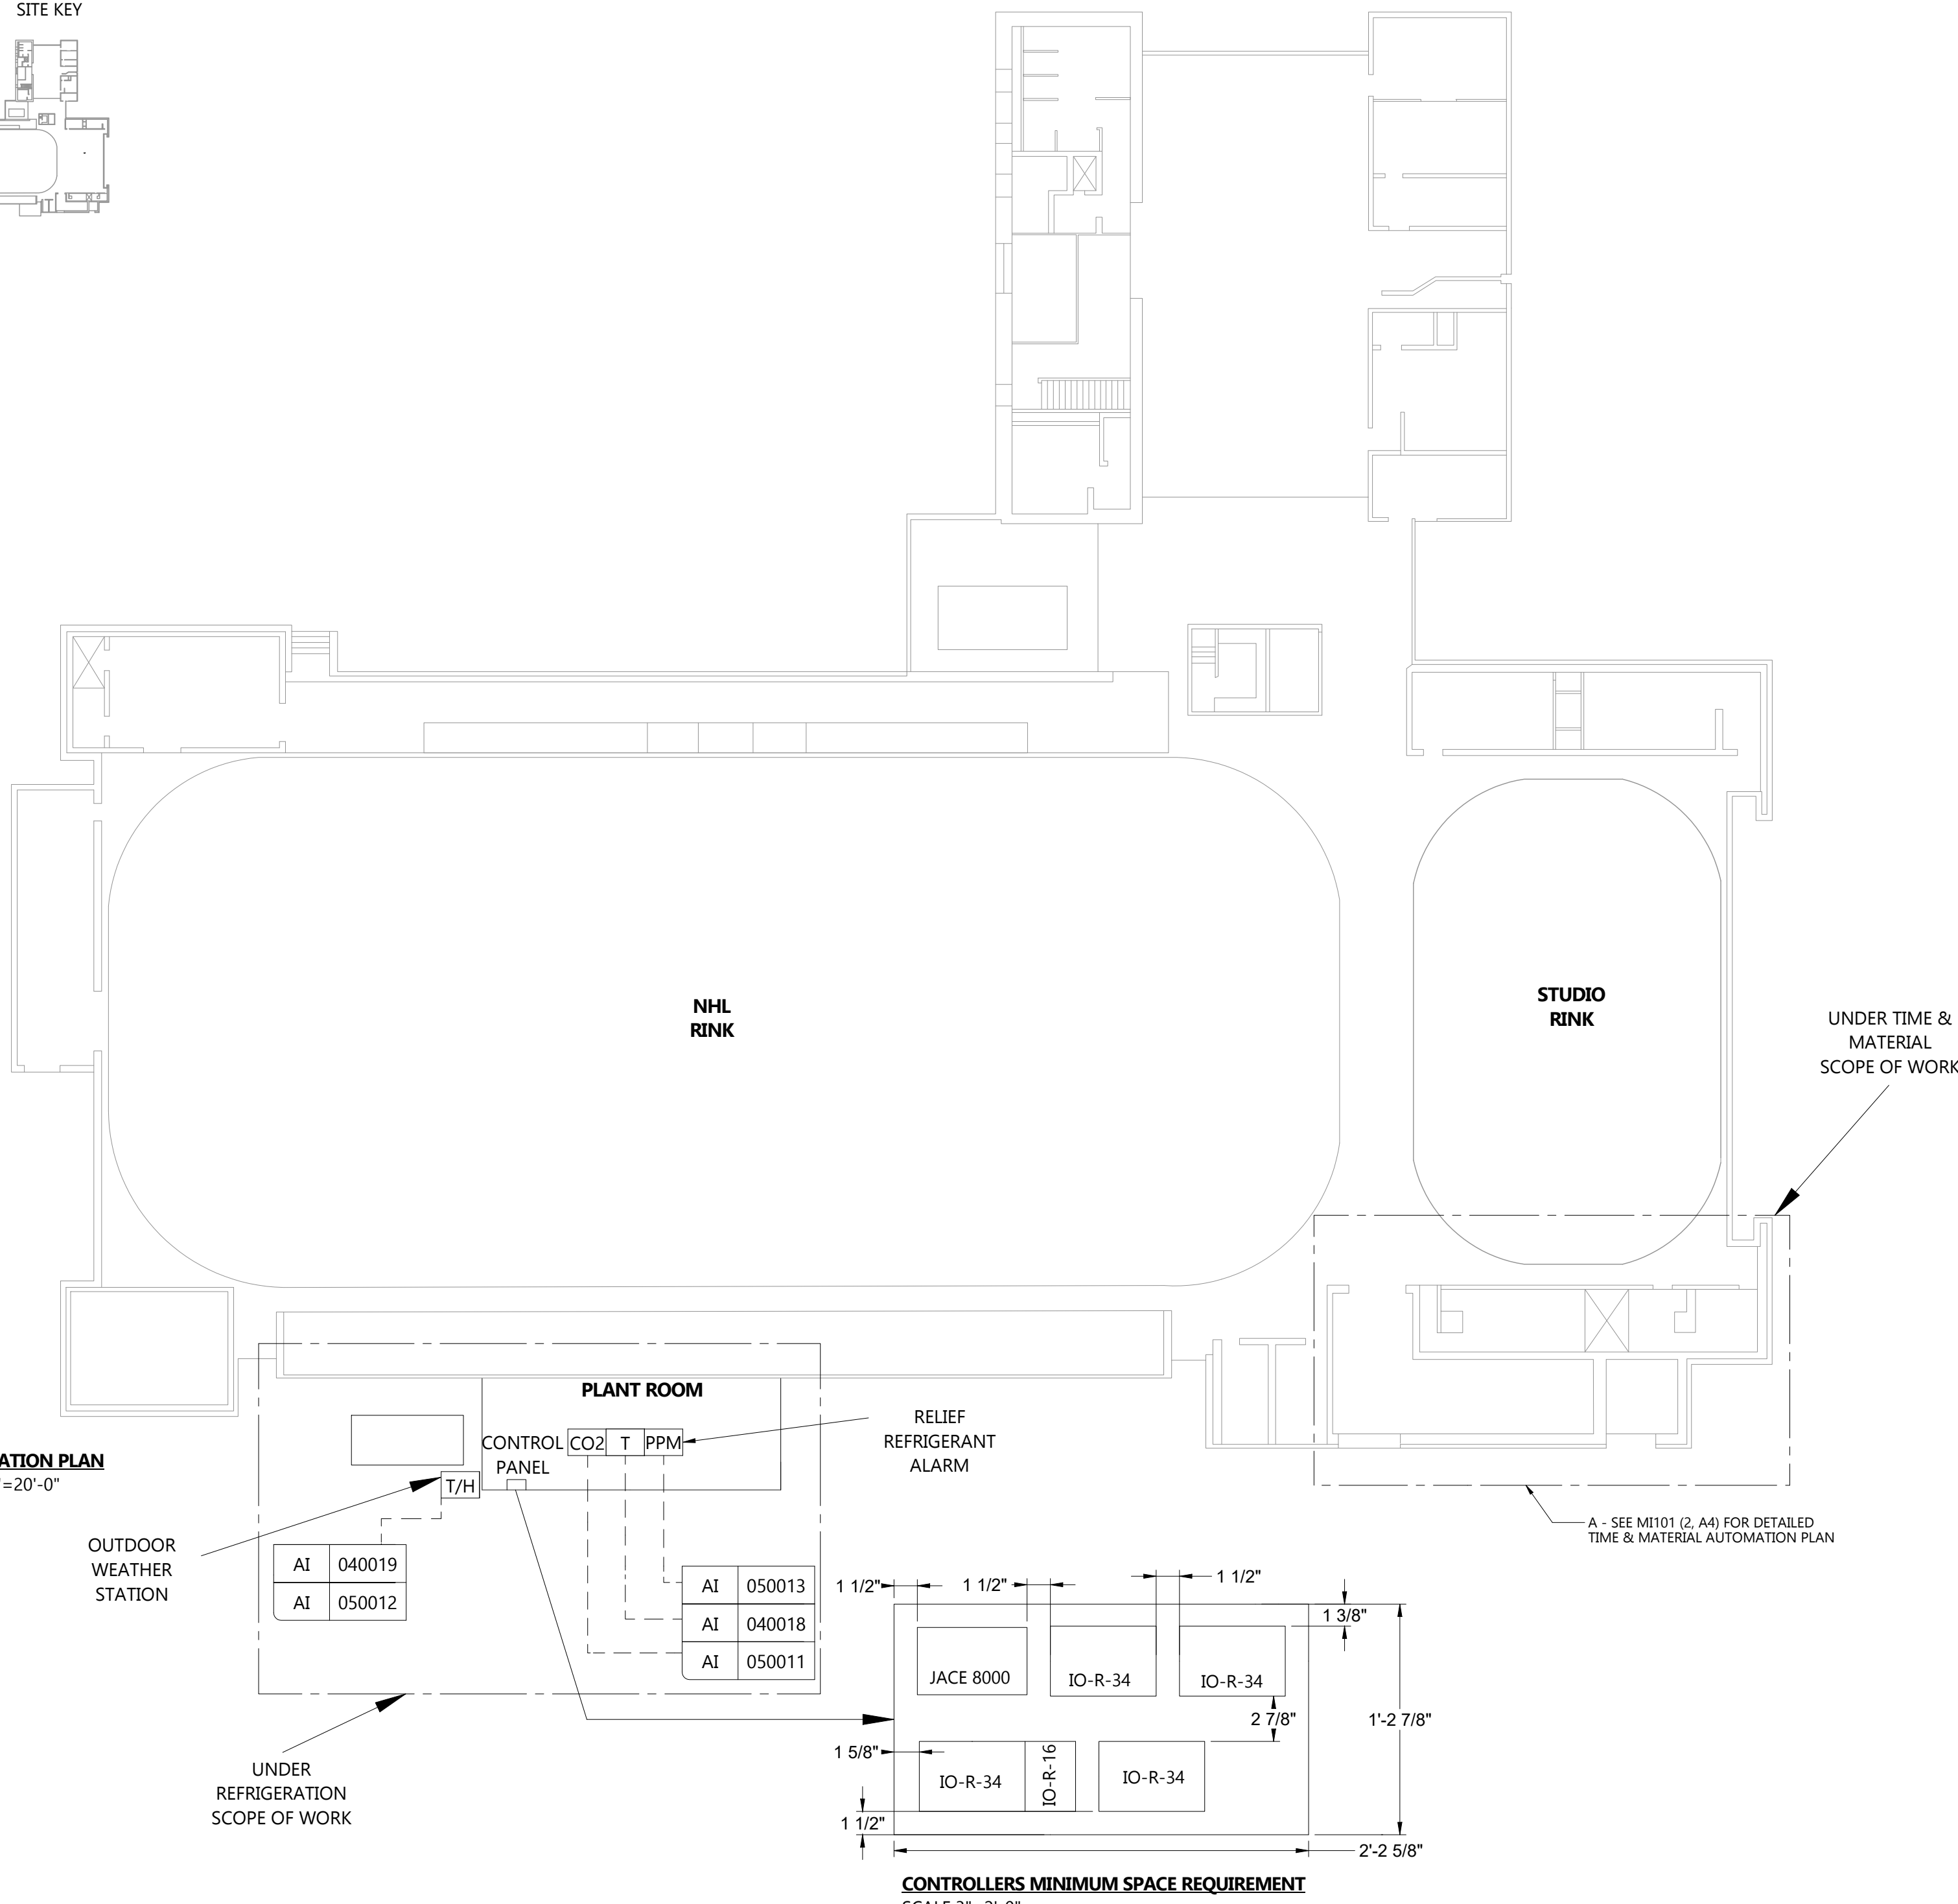 SITE KEY
NHL
RINK
STUDIO
RINK
UNDER TIME &
MATERIAL
SCOPE OF WORK
PLANT ROOM
CONTROL
PANEL
CO2
T
PPM
RELIEF
REFRIGERANT
ALARM
ATION PLAN
"=20'-0"
T/H
OUTDOOR
WEATHER
STATION
AI 040019
AI 050012
AI 050013
AI 040018
AI 050011
A - SEE MI101 (2, A4) FOR DETAILED
TIME & MATERIAL AUTOMATION PLAN
UNDER
REFRIGERATION
SCOPE OF WORK
1 1/2"
1 1/2"
1 1/2"
1 3/8"
JACE 8000
IO-R-34
IO-R-34
2 7/8"
1'-2 7/8"
1 5/8"
IO-R-34
IO-R-16
IO-R-34
1 1/2"
2'-2 5/8"
CONTROLLERS MINIMUM SPACE REQUIREMENT